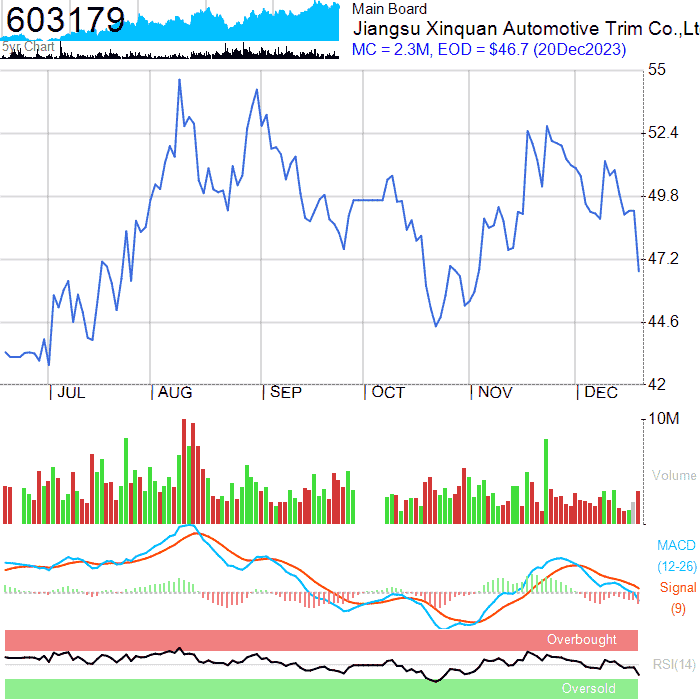 603179
5yr Chart
Main Board
Jiangsu Xinquan Automotive Trim Co.,Lt
MC = 2.3M, EOD = $46.7 (20Dec2023)
55
52.4
49.8
47.2
44.6
42
JUL
AUG
SEP
OCT
NOV
DEC
10M
Volume
MACD
(12-26)
Signal
(9)
Overbought
RSI(14)
Oversold